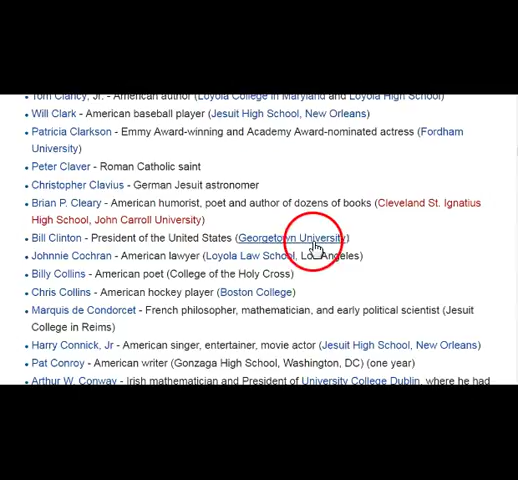 Tom Clancy, Jr. - American author (Loyola College in Maryland and Loyola High School)
Will Clark - American baseball player (Jesuit High School, New Orleans)
Patricia Clarkson - Emmy Award-winning and Academy Award-nominated actress (Fordham
University)
Peter Claver - Roman Catholic saint
Christopher Clavius - German Jesuit astronomer
Brian P. Cleary - American humorist, poet and author of dozens of books (Cleveland St. Ignatius
High School, John Carroll University)
Bill Clinton - President of the United States (Georgetown University)
Johnnie Cochran - American lawyer (Loyola Law School, Los Angeles)
Billy Collins - American poet (College of the Holy Cross)
Chris Collins - American hockey player (Boston College)
Marquis de Condorcet - French philosopher, mathematician, and early political scientist (Jesuit
College in Reims)
Harry Connick, Jr - American singer, entertainer, movie actor (Jesuit High School, New Orleans)
Pat Conroy - American writer (Gonzaga High School, Washington, DC) (one year)
Arthur W. Conway - Irish mathematician and President of University College Dublin, where he had